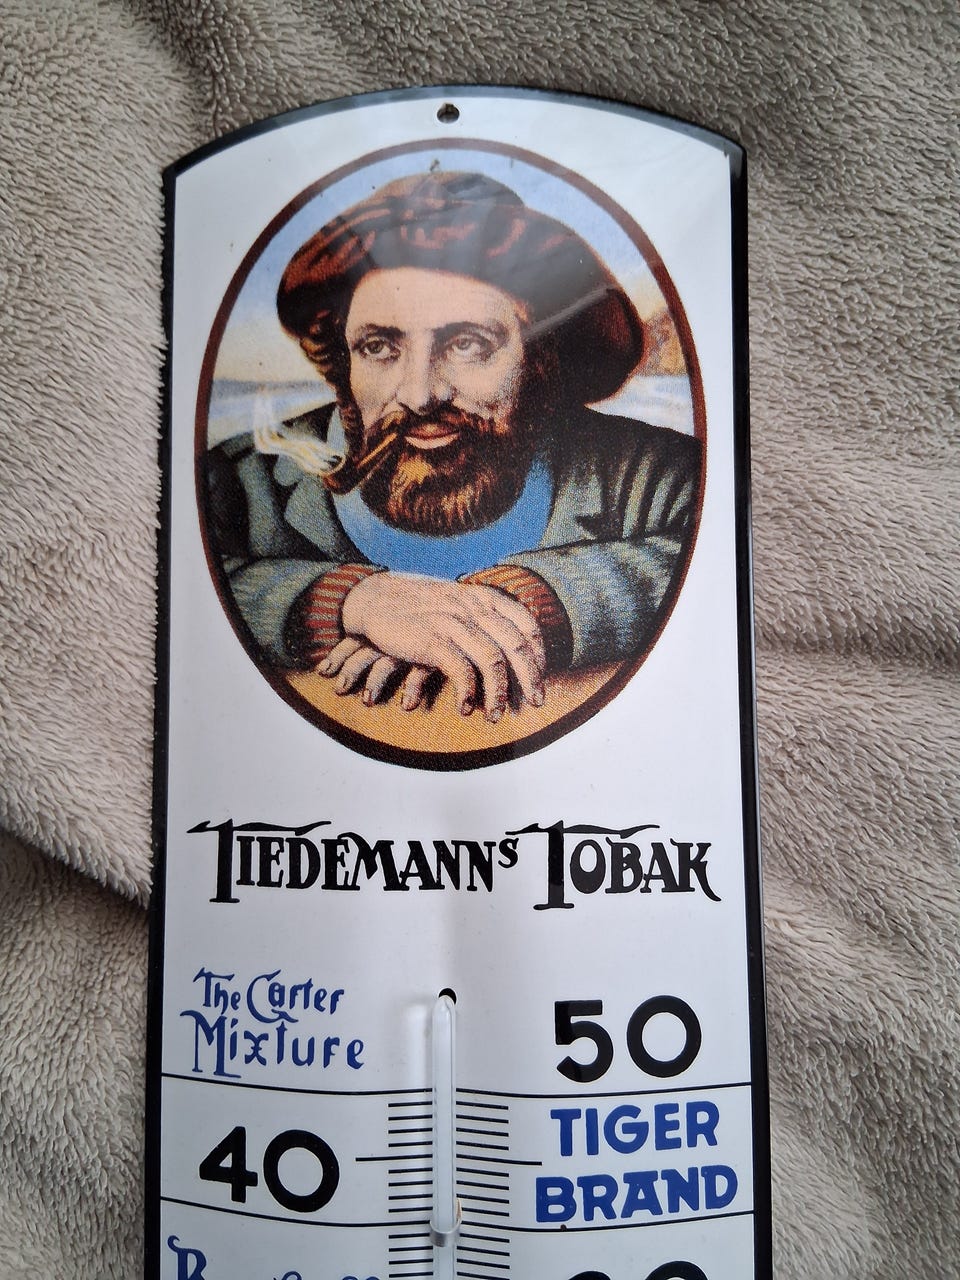 TIEDEMANNS TOBAK
The Carter
Mixture
50
40
TIGER
BRAND